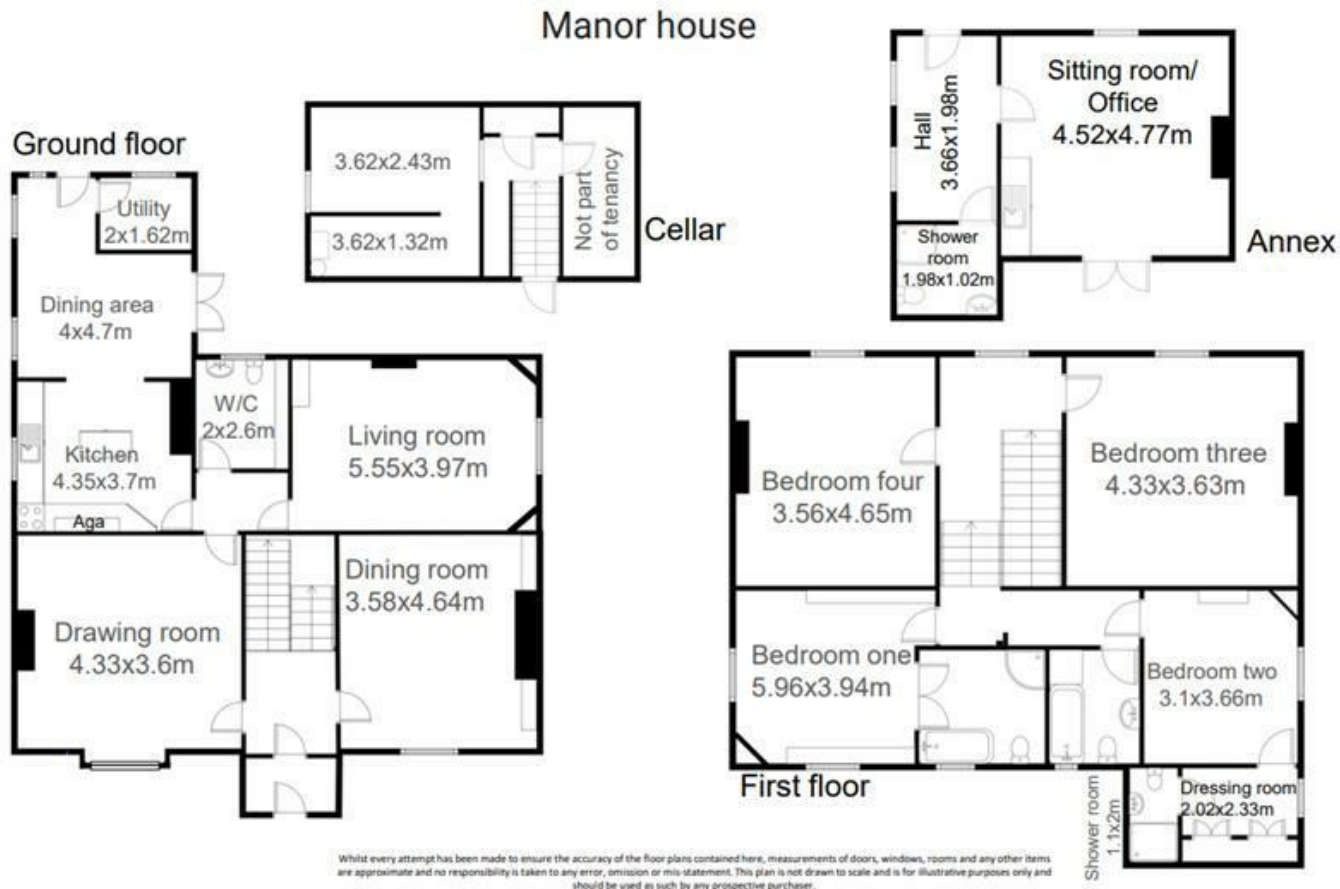 Manor house
Ground floor
Utility
2x1.62m
Dining area
4x4.7m
Kitchen
4.35x3.7m
Aga
W/C
2x2.6m
Living room
5.55x3.97m
Drawing room
4.33x3.6m
Dining room
3.58x4.64m
3.62x2.43m
3.62x1.32m
Not part
of tenancy
Cellar
Hall
3.66x1.98m
Sitting room/
Office
4.52x4.77m
Shower
room
1.98x1.02m
Annex
Bedroom four
3.56x4.65m
Bedroom three
4.33x3.63m
Bedroom one
5.96x3.94m
Bedroom two
3.1x3.66m
First floor
Shower room
1.1x2m
Dressing room
2.02x2.33m
Whilst every attempt has been made to ensure the accuracy of the floor plans contained here, measurements of doors, windows, rooms and any other items
are approximate and no responsibility is taken to any error, omission or mis-statement. This plan is not drawn to scale and is for illustrative purposes only and
should be used as such by any prospective purchaser.